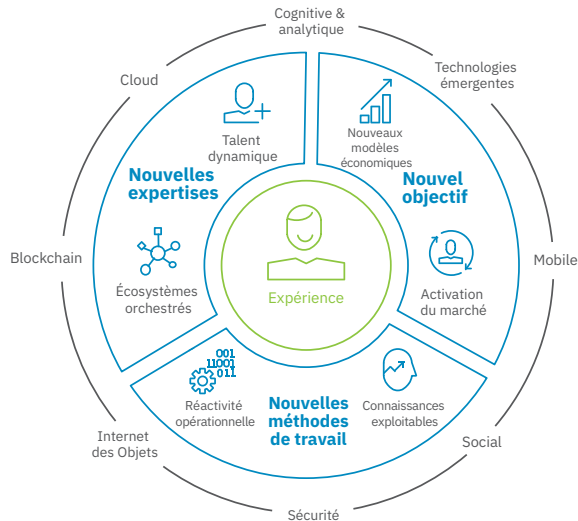 Cognitive &
analytique
Cloud
Technologies
émergentes
Talent
dynamique
Nouveaux
modèles
économiques
Nouvelles
expertises
Nouvel
objectif
Blockchain
Écosystèmes
orchestrés
Expérience
Activation
du marché
Mobile
001
11001
011
Réactivité
opérationnelle
Nouvelles
méthodes
de travail
Connaissances
exploitables
Internet
des Objets
Social
Sécurité